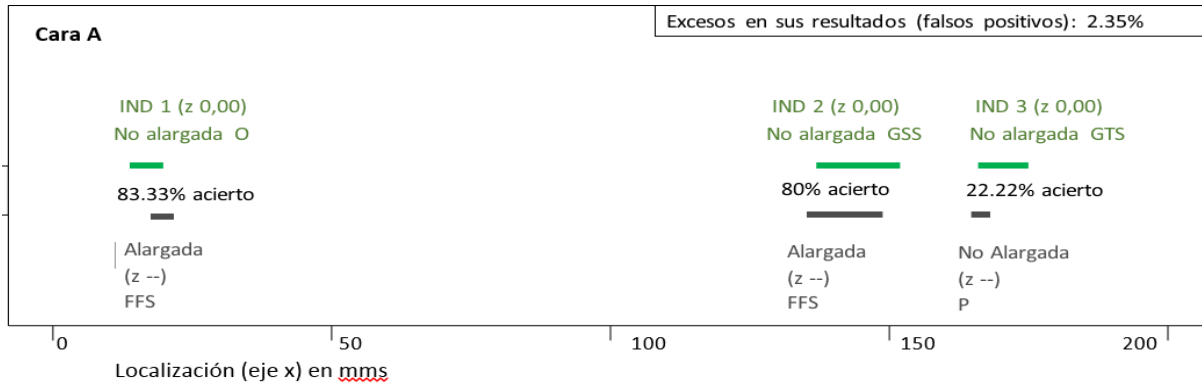 Excesos en sus resultados (falsos positivos): 2.35%
Cara A
IND 1 (z 0,00)
No alargada O
IND 2 (z 0,00)
No alargada GSS
IND 3 (z 0,00)
No alargada GTS
83.33% acierto
80% acierto
22.22% acierto
Alargada
(z --)
FFS
Alargada
(z --)
FFS
No Alargada
(z --)
P
0 50 100 150 200
Localización (eje x) en mms